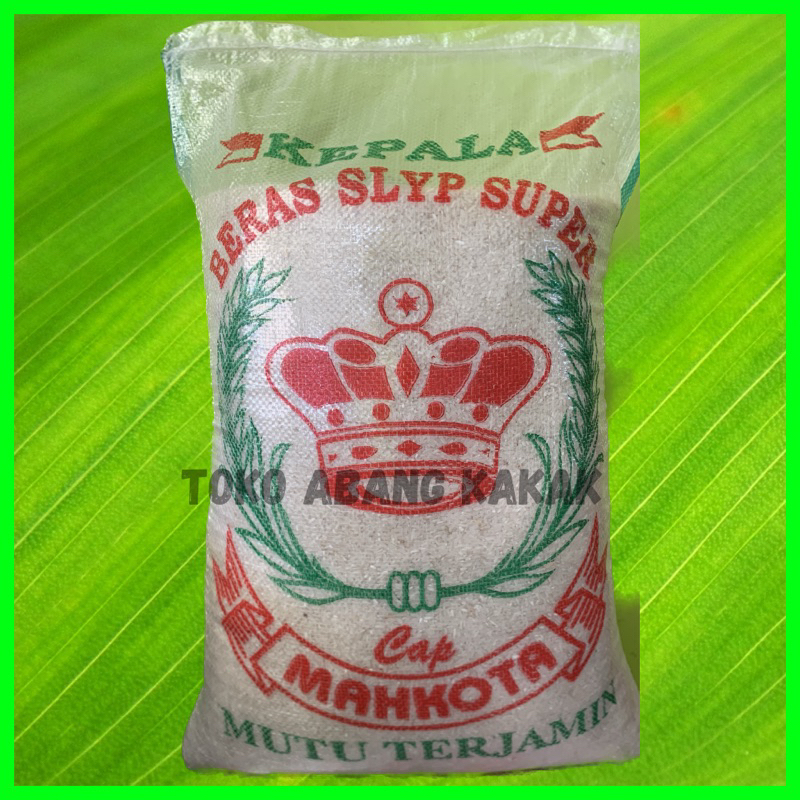 KEPALA
BERAS SLYP SUPER
TOKO ABANG KAKAK
Cap
MAHKOTA
MUTU TERJAMIN